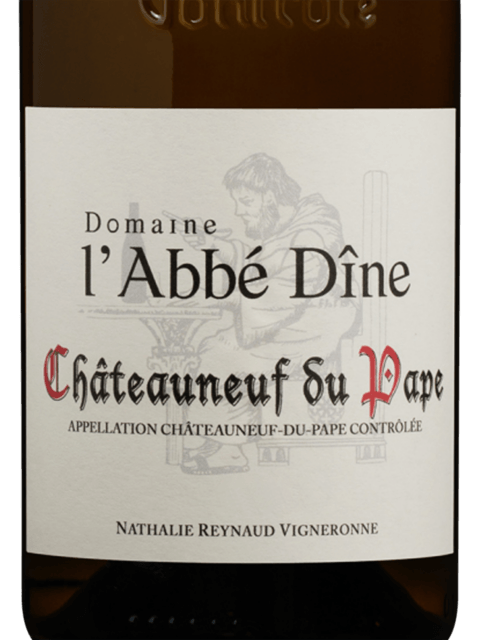 Domaine
l'Abbé Dîne
Châteauneuf du Pape
APPELLATION CHÂTEAUNEUF-DU-PAPE CONTRÔLÉE
NATHALIE REYNAUD VIGNERONNE